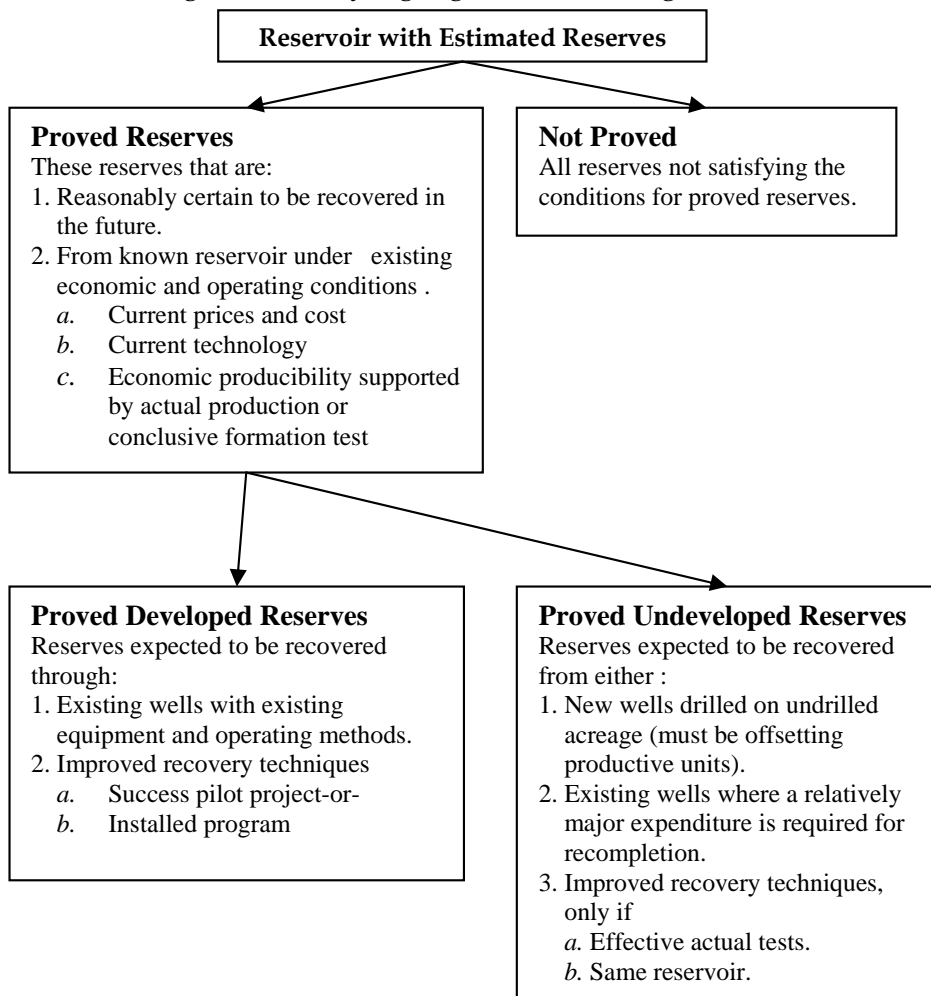 Reservoir with Estimated Reserves
Proved Reserves
These reserves that are:
1. Reasonably certain to be recovered in
the future.
2. From known reservoir under existing
economic and operating conditions .
a. Current prices and cost
b. Current technology
c. Economic producibility supported
by actual production or
conclusive formation test
Not Proved
All reserves not satisfying the
conditions for proved reserves.
Proved Developed Reserves
Reserves expected to be recovered
through:
1. Existing wells with existing
equipment and operating methods.
2. Improved recovery techniques
a. Success pilot project-or-
b. Installed program
Proved Undeveloped Reserves
Reserves expected to be recovered
from either :
1. New wells drilled on undrilled
acreage (must be offsetting
productive units).
2. Existing wells where a relatively
major expenditure is required for
recompletion.
3. Improved recovery techniques,
only if
a. Effective actual tests.
b. Same reservoir.